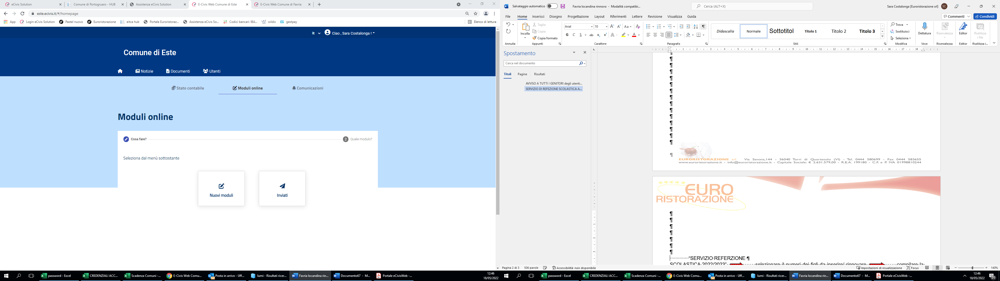 eCivis Solution
Comune di Portogruaro - HUB
Assistenza eCivis Solution
E-Civis Web Comune di Este
E-Civis Web Comune di Favria
este.ecivis.it/#/homepage
App
Login eCivis Solution
Pastel nuovo
Euroristorazione
eitca hub
Portale Euroristoraz...
Assistenza eCivis So...
Codici bancari: IBA...
wildix
gestpay
Elenco di lettura
it
Ciao , Sara Costalonga !
Comune di Este
Notizie
Documenti
Utenti
Stato contabile
Moduli online
Comunicazioni
Moduli online
Cosa fare?
2 Quale modulo?
Seleziona dal menù sottostante
Nuovi moduli
Inviati
Salvataggio automatico
Favria locandina rinnovo - Modalità compatibi...
Cerca (ALT+X)
Sara Costalonga [Euroristorazione srl]
SC
File Home Inserisci Disegno Progettazione Layout Riferimenti Lettere Revisione Visualizza Guida
Commenti
Condividi
Annulla
Incolla
Taglia
Copia
Copia formato
Appunti
Arial
10
G C S
Carattere
Paragrafo
Didascalia
Normale
Sottotitol
Titolo 1
Titolo 2
Titolo 3
Stili
Trova
Sostituisci
Seleziona
Modifica
Dettatura
Voce
Riservatezza
Riservatezza
Editor
Editor
Riutilizza
i file
Riutilizza i...
Spostamento
Cerca nel documento
Titoli Pagine Risultati
AVVISO A TUTTI I GENITORI degli utenti...
SERVIZIO DI REFEZIONE SCOLASTICA A...
EURORISTORAZIONE srl Via Savona,144 - 36040 Torri di Quartesolo (VI) - Tel. 0444 580699 - Fax 0444 583655
www.euroristorazione.it - info@euroristorazione.it - Capitale Sociale: € 2.631.579,00 - R.E.A. 199180 - C.F. e P. IVA 01998810244
EURO
RISTORAZIONE
“SERVIZIO·REFERZIONE·¶
SCOLASTICA·2022/2023” selezionare·il·numeri·dei·figli·da·inserire/·rinnovare compilare·la·
Pagina 2 di 3
506 parole
Accessibilità: non disponibile
Impostazioni di visualizzazione
Focus
140%
password - Excel
CREDENZIALI ACC...
Scadenza Comuni -...
E-Civis Web Comu...
Posta in arrivo - Uff...
lumi - Risultati ricer...
Favria locandina rin...
Documento67 - M...
Portale eCivisWeb -...
12:46
18/05/2022
password - Excel
CREDENZIALI ACC...
Scadenza Comuni -...
E-Civis Web Comu...
Posta in arrivo - Uff...
lumi - Risultati ricer...
Favria locandina rin...
Documento67 - M...
Portale eCivisWeb -...
12:46
18/05/2022
20